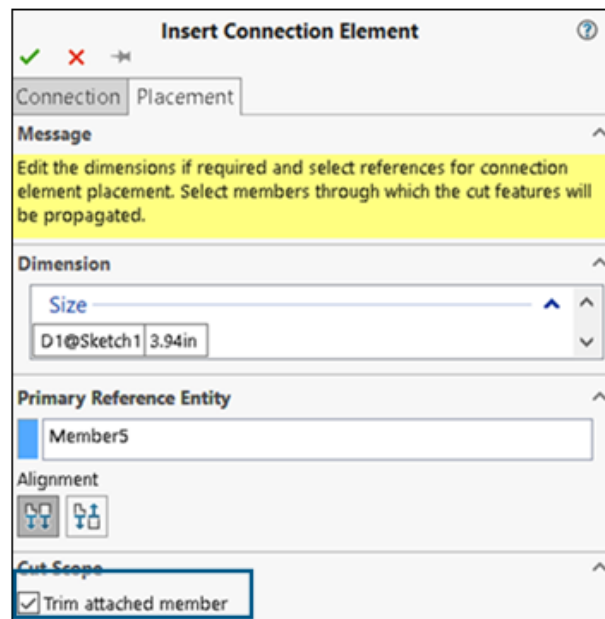 Insert Connection Element
Connection Placement
Message
Edit the dimensions if required and select references for connection
element placement. Select members through which the cut features will
be propagated.
Dimension
Size
D1@Sketch1 3.94in
Primary Reference Entity
Member5
Alignment
Cut Scope
Trim attached member